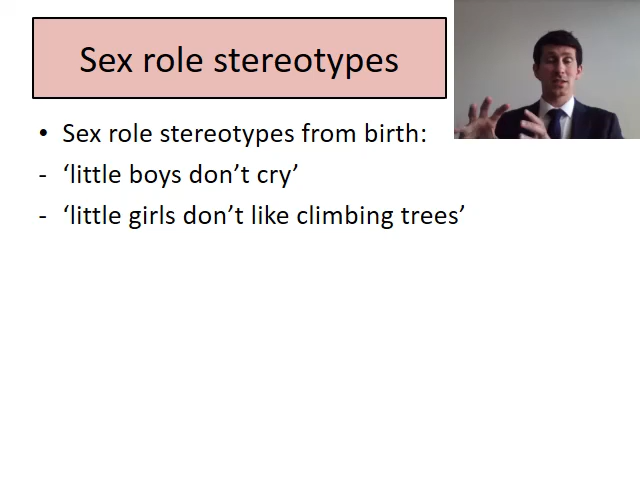 Sex role stereotypes
• Sex role stereotypes from birth:
- ‘little boys don’t cry’
- ‘little girls don’t like climbing trees’